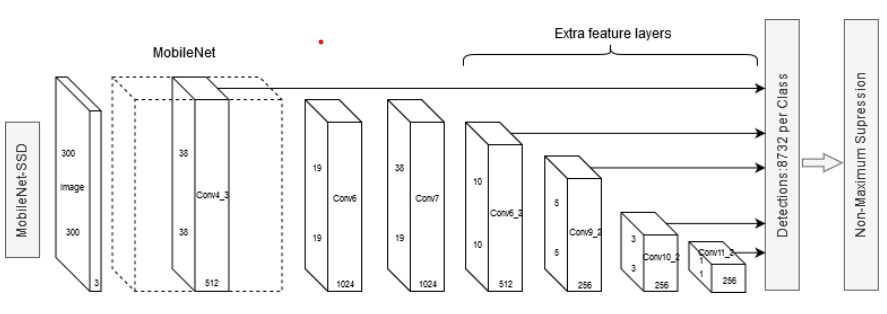 Extra feature layers
MobileNet
MobileNet-SSD
300
Image
300
3
38
Conv4_3
38
512
19
Conv6
19
1024
38
Conv7
19
1024
10
Conv6_2
10
512
5
Conv9_2
5
256
3
Conv10_2
3
256
Conv11_2
1
1
256
Detections:8732 per Class
Non-Maximum Supression